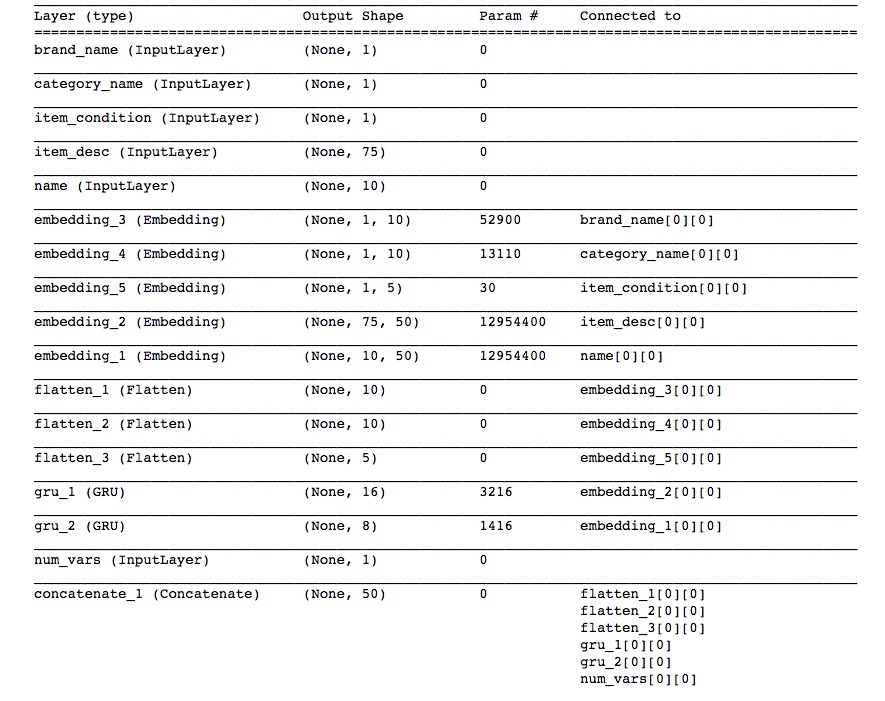 Layer (type) Output Shape Param # Connected to
brand_name (InputLayer) (None, 1) 0
category_name (InputLayer) (None, 1) 0
item_condition (InputLayer) (None, 1) 0
item_desc (InputLayer) (None, 75) 0
name (InputLayer) (None, 10) 0
embedding_3 (Embedding) (None, 1, 10) 52900 brand_name[0][0]
embedding_4 (Embedding) (None, 1, 10) 13110 category_name[0][0]
embedding_5 (Embedding) (None, 1, 5) 30 item_condition[0][0]
embedding_2 (Embedding) (None, 75, 50) 12954400 item_desc[0][0]
embedding_1 (Embedding) (None, 10, 50) 12954400 name[0][0]
flatten_1 (Flatten) (None, 10) 0 embedding_3[0][0]
flatten_2 (Flatten) (None, 10) 0 embedding_4[0][0]
flatten_3 (Flatten) (None, 5) 0 embedding_5[0][0]
gru_1 (GRU) (None, 16) 3216 embedding_2[0][0]
gru_2 (GRU) (None, 8) 1416 embedding_1[0][0]
num_vars (InputLayer) (None, 1) 0
concatenate_1 (Concatenate) (None, 50) 0 flatten_1[0][0]
flatten_2[0][0]
flatten_3[0][0]
gru_1[0][0]
gru_2[0][0]
num_vars[0][0]